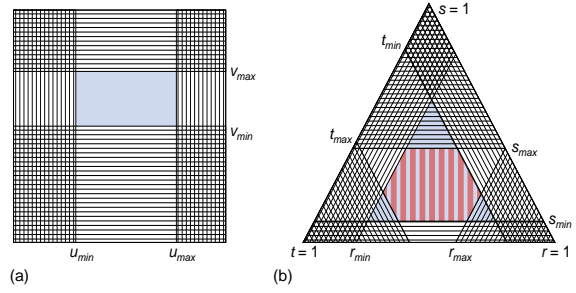 s = 1
t_min
v_max
v_min
t_max
s_max
s_min
u_min u_max
t = 1 r_min r_max r = 1
(a) (b)